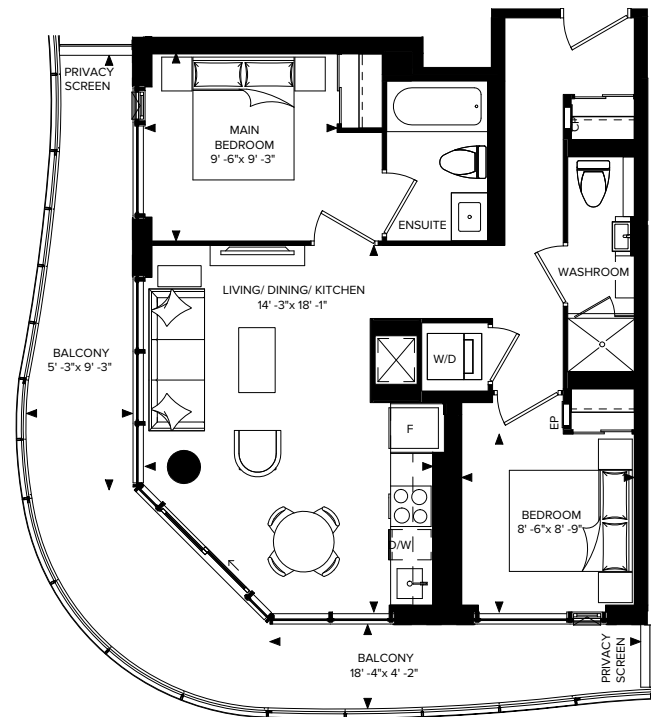 PRIVACY
SCREEN
MAIN
BEDROOM
9' -6"x 9' -3"
ENSUITE
C
WASHROOM
LIVING/ DINING/ KITCHEN
14' -3"x 18' -1"
BALCONY
5' -3"x 9' -3"
W/D
F
EP
BEDROOM
8' -6"x 8' -9"
D/W
BALCONY
18' -4"x 4' -2"
PRIVACY
SCREEN